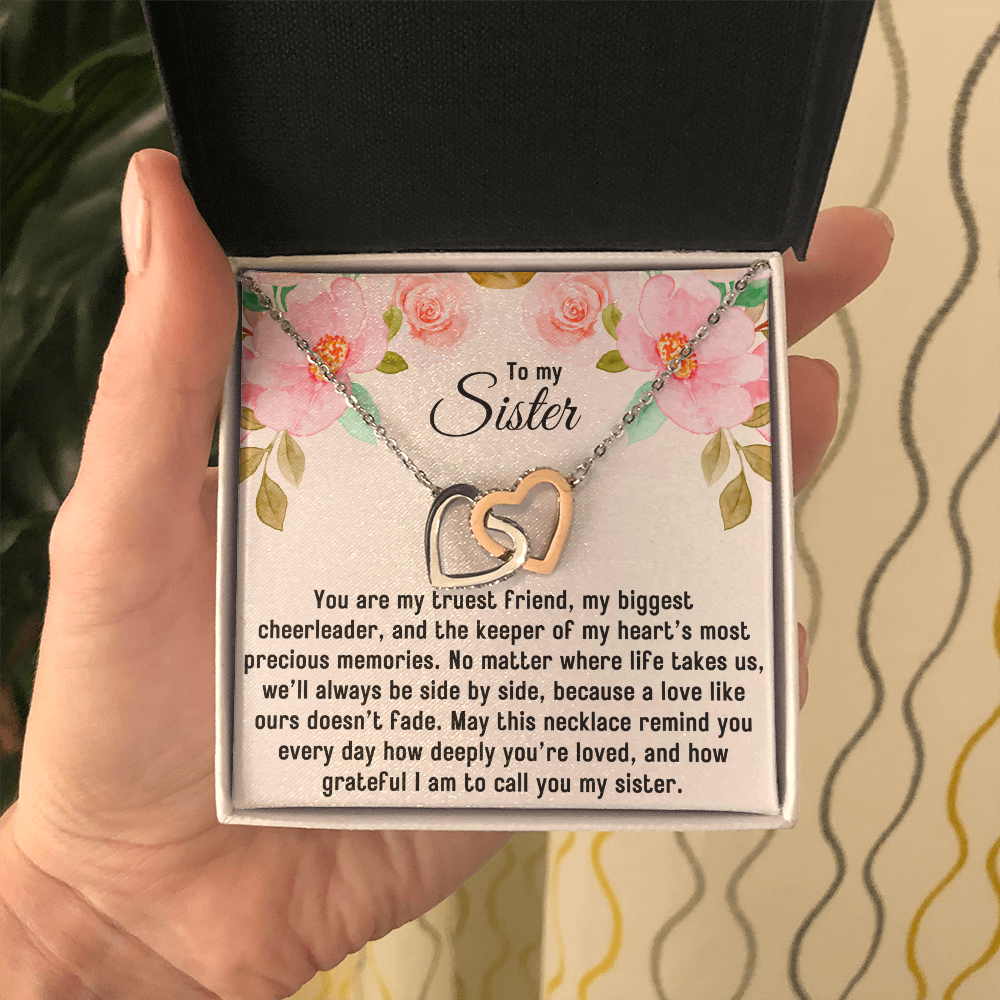 To my
Sister
You are my truest friend, my biggest
cheerleader, and the keeper of my heart's most
precious memories. No matter where life takes us,
we'll always be side by side, because a love like
ours doesn't fade. May this necklace remind you
every day how deeply you're loved, and how
grateful I am to call you my sister.